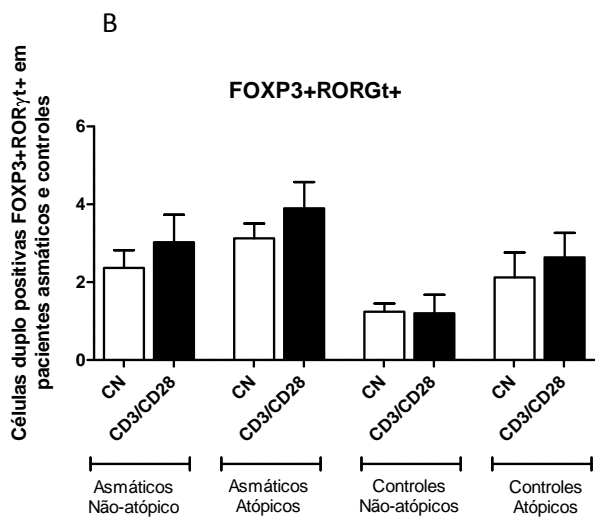 B
FOXP3+RORGt+
Células duplo positivas FOXP3+RORγt+ em
pacientes asmáticos e controles
6
4
2
0
CN
CD3/CD28
CN
CD3/CD28
CN
CD3/CD28
CN
CD3/CD28
Asmáticos
Não-atópico
Asmáticos
Atópicos
Controles
Não-atópicos
Controles
Atópicos